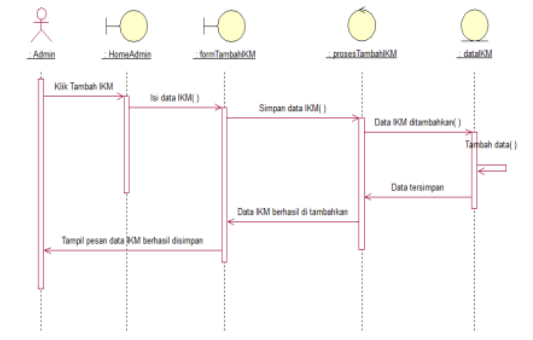 : Admin
: HomeAdmin
: formTambahIKM
: prosesTambahIKM
: dataIKM
Klik Tambah IKM
Isi data IKM( )
Simpan data IKM( )
Data IKM ditambahkan( )
Tambah data( )
Data tersimpan
Data IKM berhasil di tambahkan
Tampil pesan data IKM berhasil disimpan